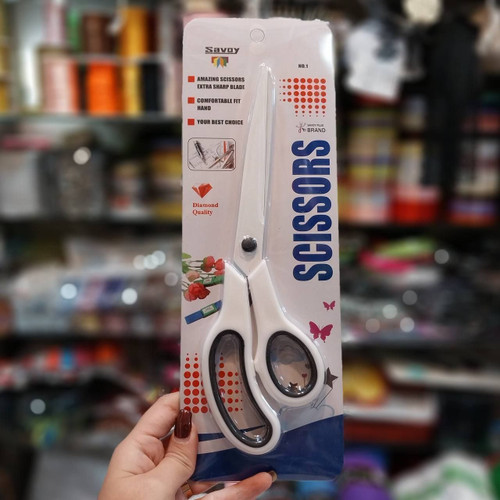 Savoy
NO:1
AMAZING SCISSORS
EXTRA SHARP BLADE
COMFORTABLE FIT
HAND
YOUR BEST CHOICE
BRAND
Diamond
Quality
SCISSORS